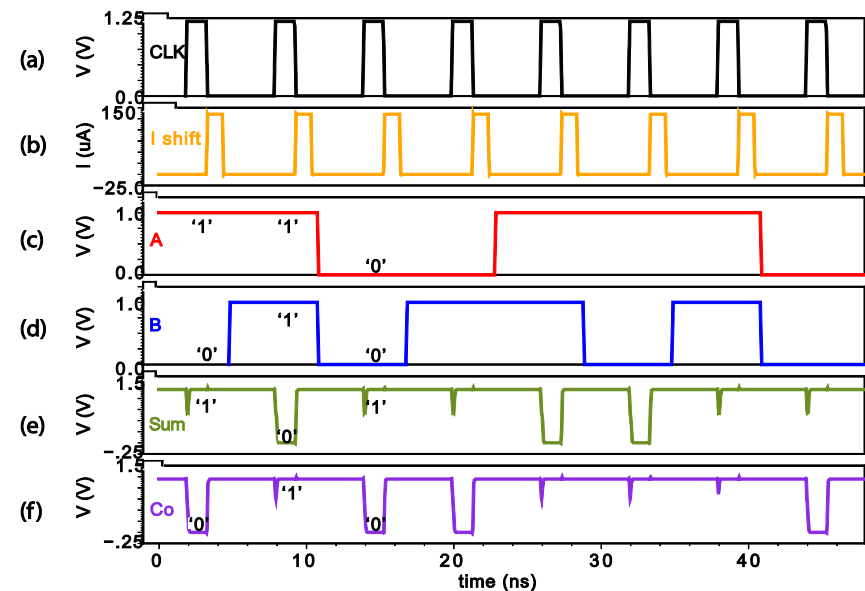 (a)
V (V)
1.25
0.0
CLK
(b)
I (uA)
150
−25.0
I shift
(c)
V (V)
1.6
0.0
A
‘1’ ‘1’ ‘0’
(d)
V (V)
1.6
0.0
B
‘0’ ‘1’ ‘0’
(e)
V (V)
1.5
−.25
Sum
‘1’ ‘0’ ‘1’
(f)
V (V)
1.5
−.25
Co
‘0’ ‘1’ ‘0’
0 10 20 30 40
time (ns)